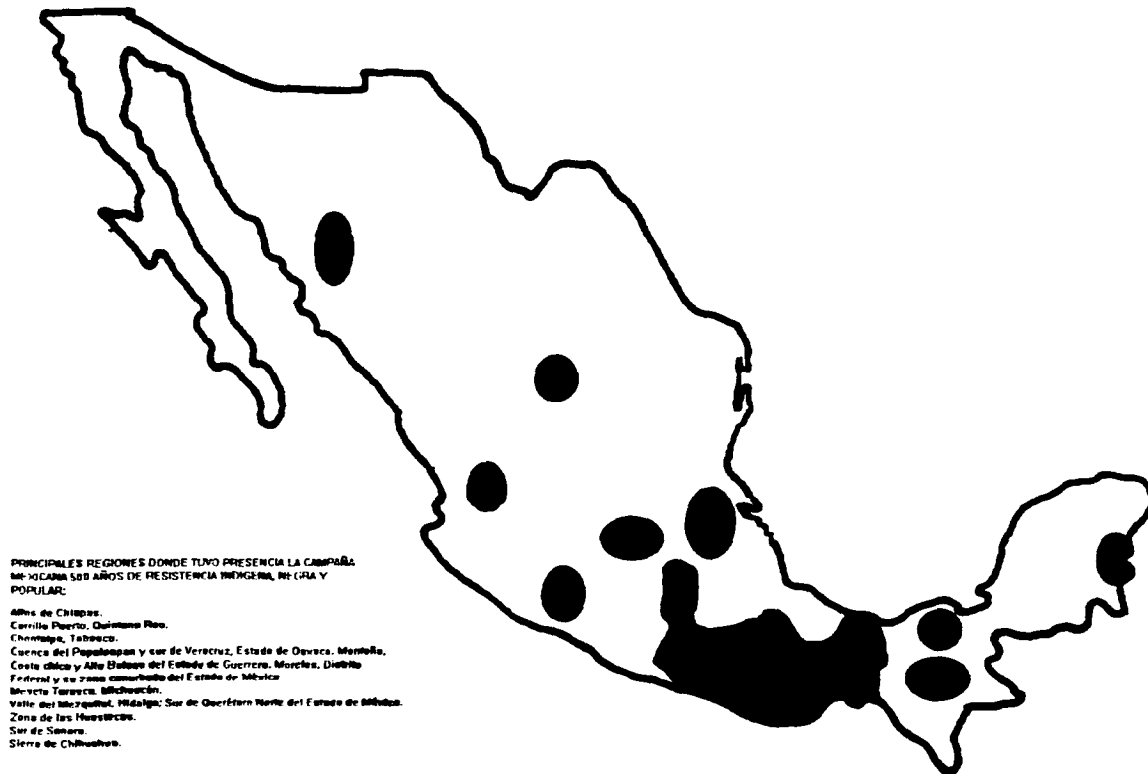 PRINCIPALES REGIONES DONDE TUVO PRESENCIA LA CAMPAÑA
MEXICANA 500 AÑOS DE RESISTENCIA INDIGENA, NEGRA Y
POPULAR:
Altos de Chiapas.
Carrillo Puerto, Quintana Roo.
Chontalpa, Tabasco.
Cuenca del Papaloapan y sur de Veracruz, Estado de Oaxaca. Montaña,
Costa chica y Alto Balsas del Estado de Guerrero. Morelos, Distrito
Federal y su zona conurbada del Estado de México
Meseta Tarasca, Michoacán.
Valle del Mezquital, Hidalgo; Sur de Querétaro Norte del Estado de México.
Zona de las Huastecas.
Sur de Sonora.
Sierra de Chihuahua.